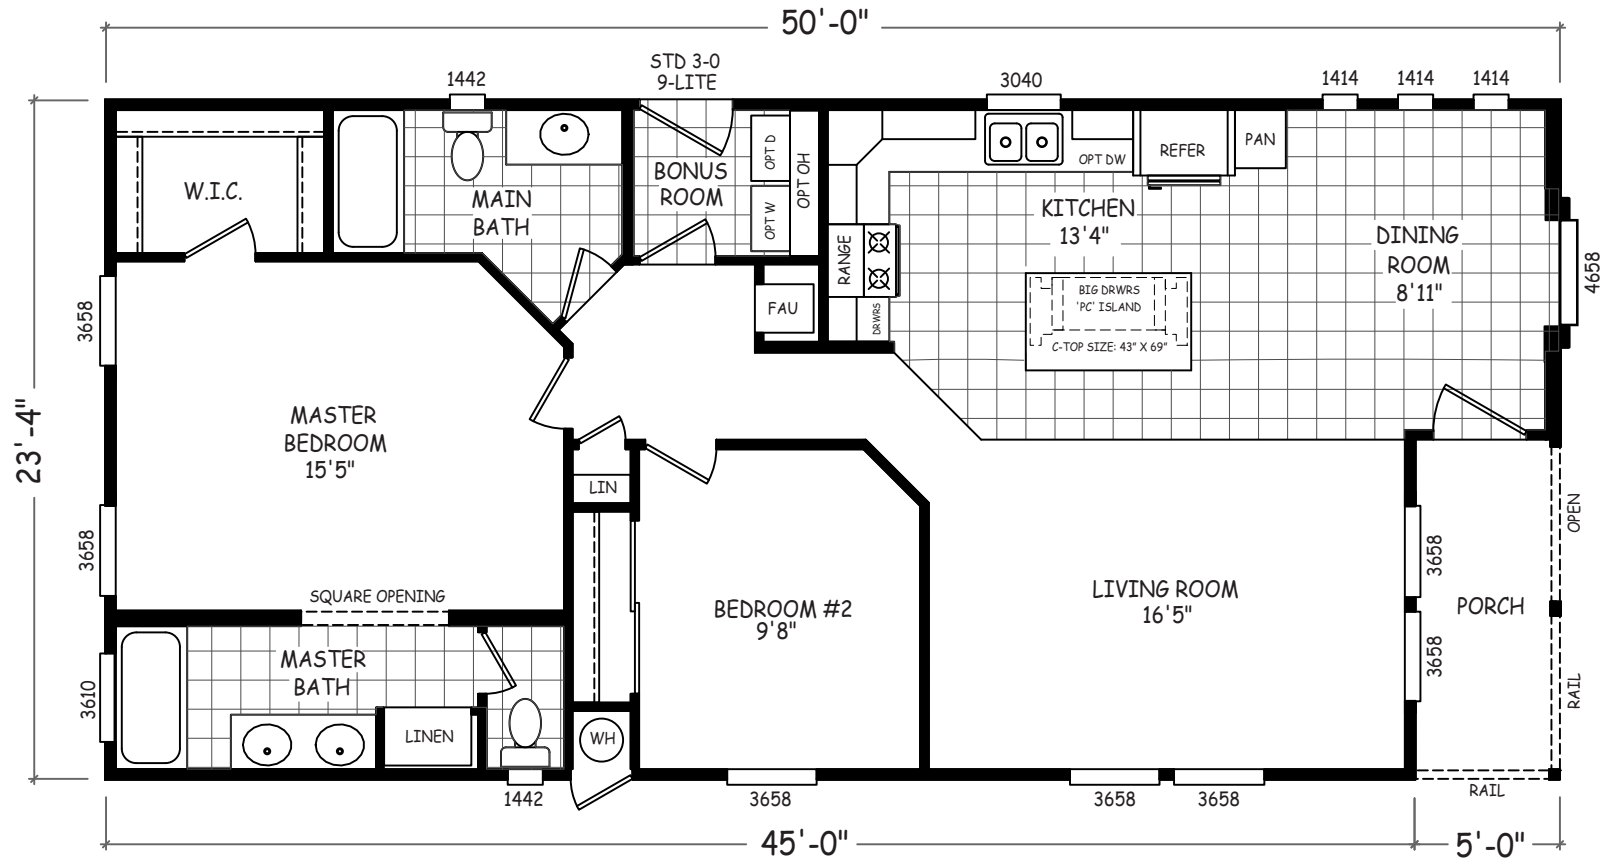 50'-0"
STD 3-0
9-LITE
1442
3040
1414
1414
1414
W.I.C.
MAIN
BATH
BONUS
ROOM
OPT D
OPT W
OPT OH
OPT DW
REFER
PAN
KITCHEN
13'4"
RANGE
DRWRS
FAU
BIG DRWRS
'PC' ISLAND
C-TOP SIZE: 43" X 69"
DINING
ROOM
8'11"
4658
3658
23'-4"
MASTER
BEDROOM
15'5"
3658
SQUARE OPENING
LIN
BEDROOM #2
9'8"
LIVING ROOM
16'5"
3658
3658
PORCH
OPEN
RAIL
MASTER
BATH
3610
LINEN
WH
1442
3658
3658
3658
RAIL
45'-0"
5'-0"